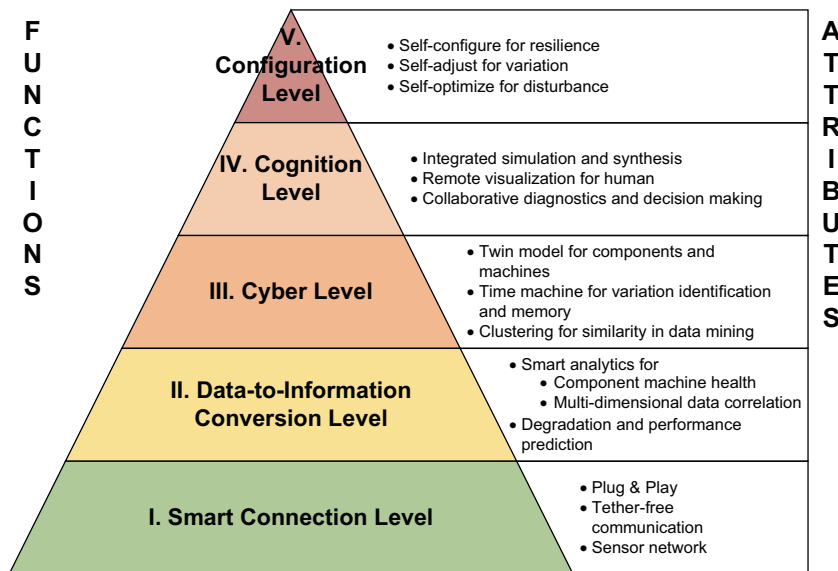 FUNCTIONS
ATTRIBUTES
V.
Configuration
Level
• Self-configure for resilience
• Self-adjust for variation
• Self-optimize for disturbance
IV. Cognition
Level
• Integrated simulation and synthesis
• Remote visualization for human
• Collaborative diagnostics and decision making
III. Cyber Level
• Twin model for components and
machines
• Time machine for variation identification
and memory
• Clustering for similarity in data mining
II. Data-to-Information
Conversion Level
• Smart analytics for
• Component machine health
• Multi-dimensional data correlation
• Degradation and performance
prediction
I. Smart Connection Level
• Plug & Play
• Tether-free
communication
• Sensor network